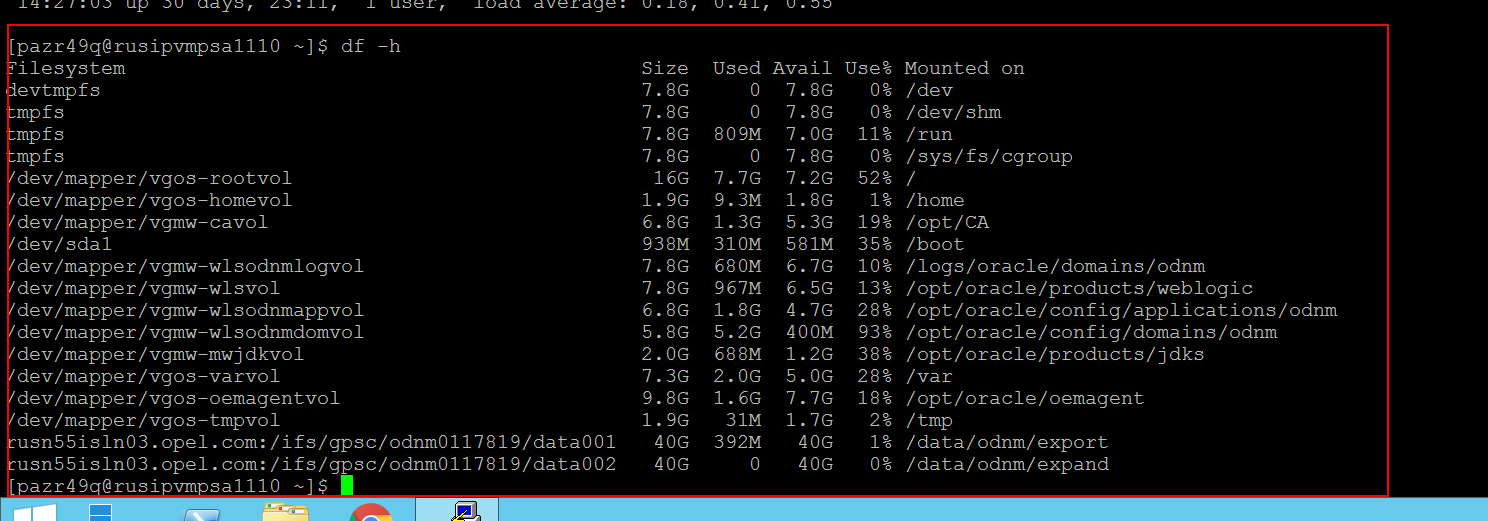 14:27:03 up 30 days, 23:11, 1 user, load average: 0.18, 0.41, 0.55
[pazr49q@rusipvmpsa1110 ~]$ df -h
Filesystem Size Used Avail Use% Mounted on
devtmpfs 7.8G 0 7.8G 0% /dev
tmpfs 7.8G 0 7.8G 0% /dev/shm
tmpfs 7.8G 809M 7.0G 11% /run
tmpfs 7.8G 0 7.8G 0% /sys/fs/cgroup
/dev/mapper/vgos-rootvol 16G 7.7G 7.2G 52% /
/dev/mapper/vgos-homevol 1.9G 9.3M 1.8G 1% /home
/dev/mapper/vgmw-cavol 6.8G 1.3G 5.3G 19% /opt/CA
/dev/sda1 938M 310M 581M 35% /boot
/dev/mapper/vgmw-wlsodnmlogvol 7.8G 680M 6.7G 10% /logs/oracle/domains/odnm
/dev/mapper/vgmw-wlsvol 7.8G 967M 6.5G 13% /opt/oracle/products/weblogic
/dev/mapper/vgmw-wlsodnmappvol 6.8G 1.8G 4.7G 28% /opt/oracle/config/applications/odnm
/dev/mapper/vgmw-wlsodnmdomvol 5.8G 5.2G 400M 93% /opt/oracle/config/domains/odnm
/dev/mapper/vgmw-mwjdkvol 2.0G 688M 1.2G 38% /opt/oracle/products/jdks
/dev/mapper/vgos-varvol 7.3G 2.0G 5.0G 28% /var
/dev/mapper/vgos-oemagentvol 9.8G 1.6G 7.7G 18% /opt/oracle/oemagent
/dev/mapper/vgos-tmpvol 1.9G 31M 1.7G 2% /tmp
rusn55isln03.opel.com:/ifs/gpsc/odnm0117819/data001 40G 392M 40G 1% /data/odnm/export
rusn55isln03.opel.com:/ifs/gpsc/odnm0117819/data002 40G 0 40G 0% /data/odnm/expand
[pazr49q@rusipvmpsa1110 ~]$